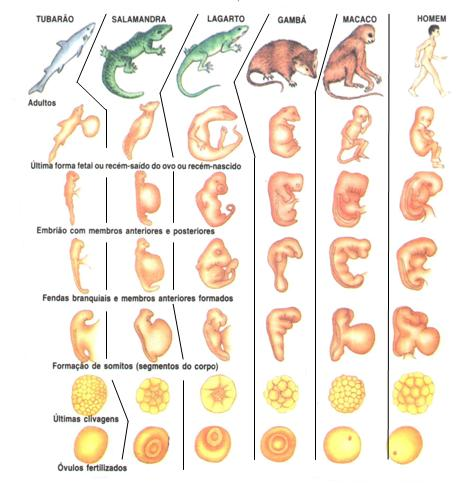 TUBARÃO SALAMANDRA LAGARTO GAMBÁ MACACO HOMEM
Adultos
Última forma fetal ou recém-saído do ovo ou recém-nascido
Embrião com membros anteriores e posteriores
Fendas branquiais e membros anteriores formados
Formação de somitos (segmentos do corpo)
Últimas clivagens
Óvulos fertilizados